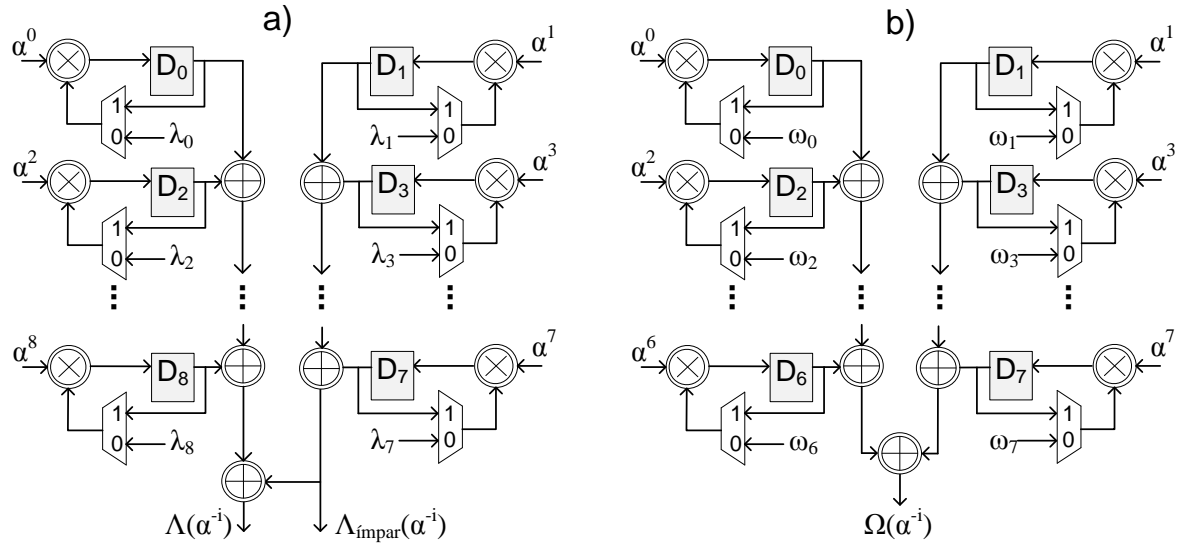 a)
α⁰ D₀ D₁ α¹
1 1
0 λ₀ λ₁ 0
α² D₂ D₃ α³
1 1
0 λ₂ λ₃ 0
α⁸ D₈ D₇ α⁷
1 1
0 λ₈ λ₇ 0
Λ(α⁻ⁱ) Λímpar(α⁻ⁱ)
b)
α⁰ D₀ D₁ α¹
1 1
0 ω₀ ω₁ 0
α² D₂ D₃ α³
1 1
0 ω₂ ω₃ 0
α⁶ D₆ D₇ α⁷
1 1
0 ω₆ ω₇ 0
Ω(α⁻ⁱ)